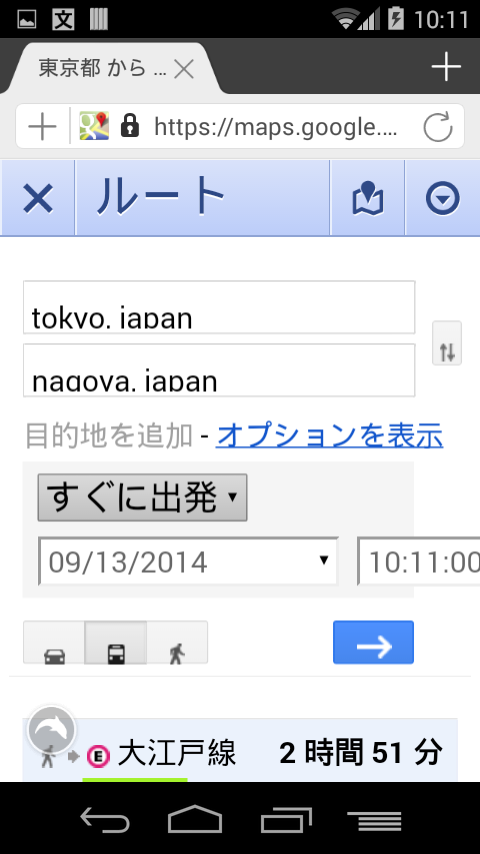 10:11
東京都 から ...
https://maps.google....
ルート
tokyo, japan
nagoya, japan
目的地を追加 - オプションを表示
すぐに出発
09/13/2014
10:11:00
E 大江戸線 2 時間 51 分